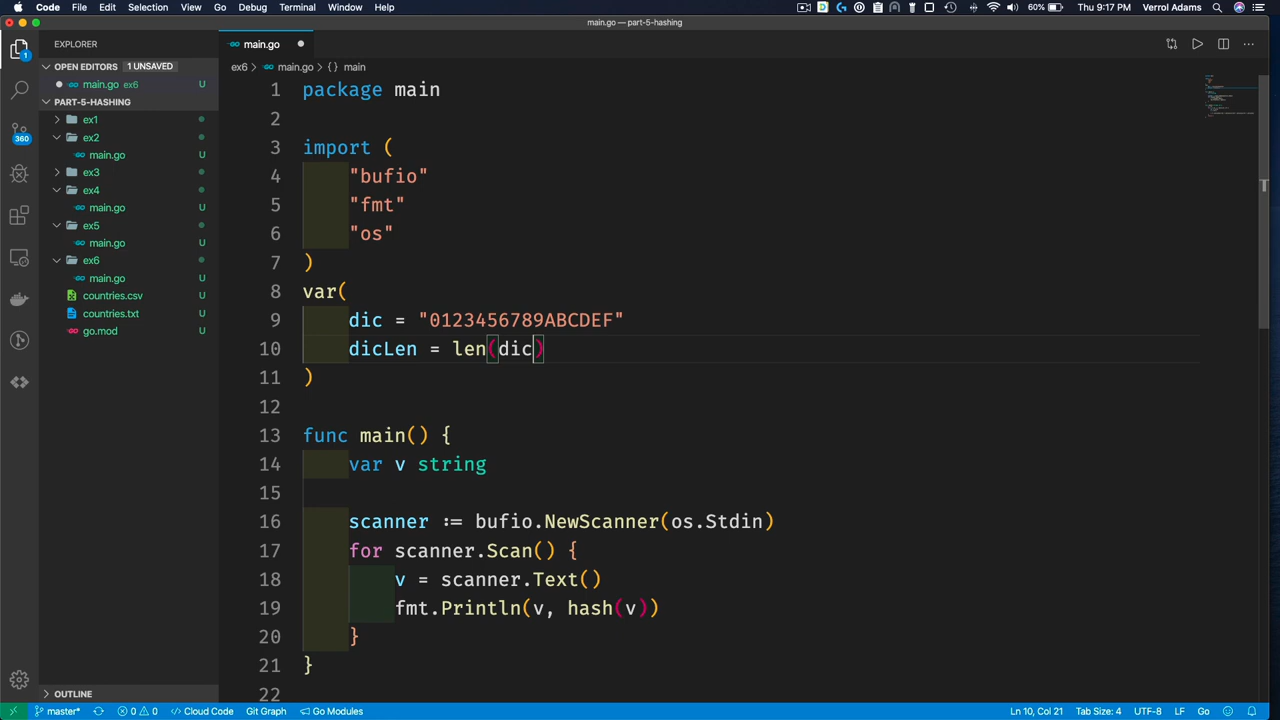 Code File Edit Selection View Go Debug Terminal Window Help 60% Thu 9:17 PM Verrol Adams
main.go — part-5-hashing
EXPLORER
main.go
OPEN EDITORS 1 UNSAVED
main.go ex6 U
PART-5-HASHING
ex1
ex2
main.go U
ex3
ex4
main.go U
ex5
main.go U
ex6
main.go U
countries.csv U
countries.txt U
go.mod U
OUTLINE
1
360
ex6 > main.go > {} main
1 package main
2
3 import (
4 "bufio"
5 "fmt"
6 "os"
7 )
8 var(
9 dic = "0123456789ABCDEF"
10 dicLen = len(dic)
11 )
12
13 func main() {
14 var v string
15
16 scanner := bufio.NewScanner(os.Stdin)
17 for scanner.Scan() {
18 v = scanner.Text()
19 fmt.Println(v, hash(v))
20 }
21 }
22
master* 0 0 Cloud Code Git Graph Go Modules Ln 10, Col 21 Tab Size: 4 UTF-8 LF Go